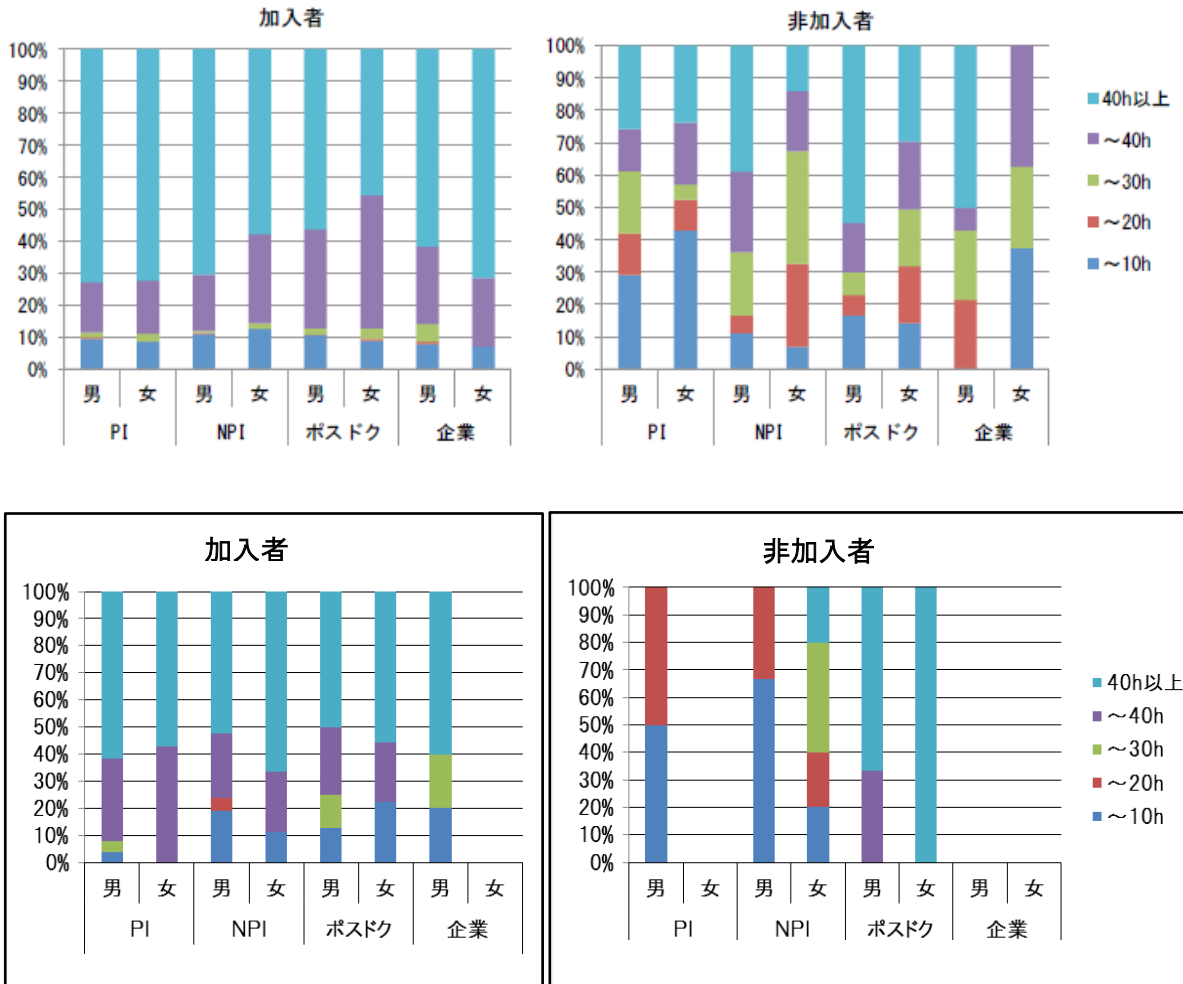 加入者
100%
90%
80%
70%
60%
50%
40%
30%
20%
10%
0%
男 女 男 女 男 女 男 女
PI NPI ポスドク 企業
非加入者
100%
90%
80%
70%
60%
50%
40%
30%
20%
10%
0%
男 女 男 女 男 女 男 女
PI NPI ポスドク 企業
40h以上
～40h
～30h
～20h
～10h
加入者
100%
90%
80%
70%
60%
50%
40%
30%
20%
10%
0%
男 女 男 女 男 女 男 女
PI NPI ポスドク 企業
非加入者
100%
90%
80%
70%
60%
50%
40%
30%
20%
10%
0%
男 女 男 女 男 女 男 女
PI NPI ポスドク 企業
40h以上
～40h
～30h
～20h
～10h